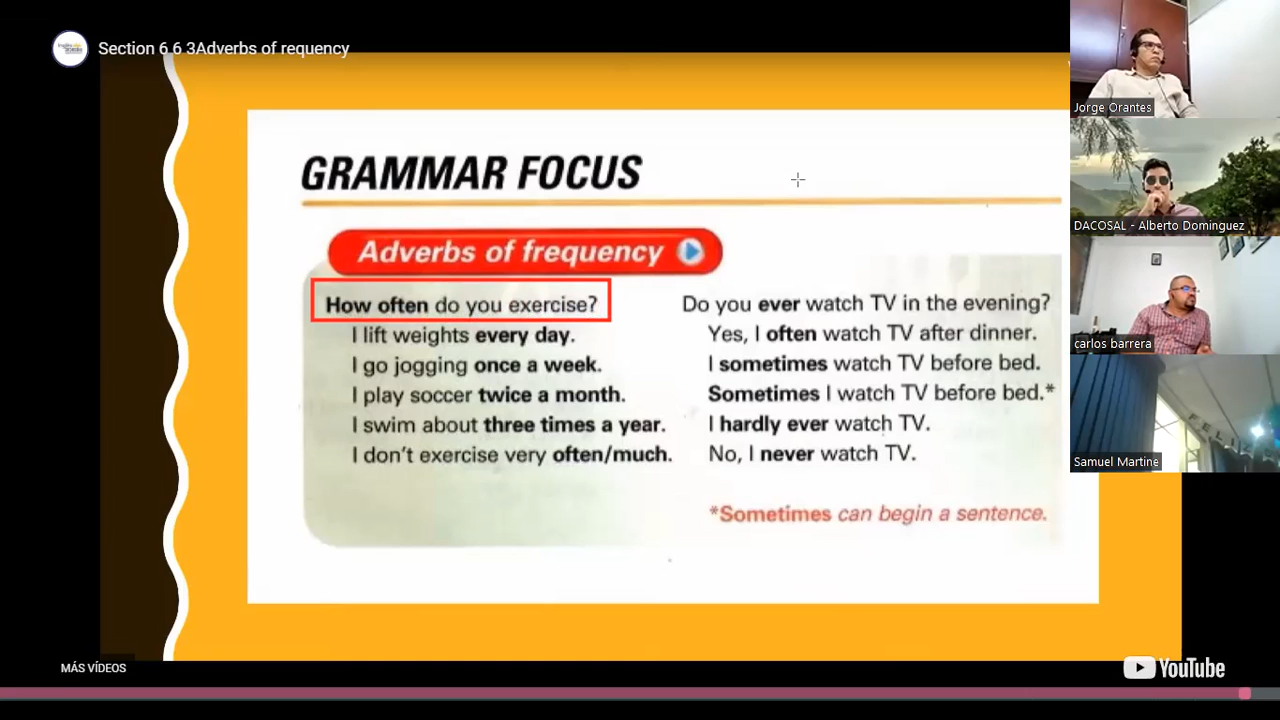 Section 6 6 3Adverbs of requency
GRAMMAR FOCUS
Adverbs of frequency
How often do you exercise?
I lift weights every day.
I go jogging once a week.
I play soccer twice a month.
I swim about three times a year.
I don't exercise very often/much.
Do you ever watch TV in the evening?
Yes, I often watch TV after dinner.
I sometimes watch TV before bed.
Sometimes I watch TV before bed.*
I hardly ever watch TV.
No, I never watch TV.
*Sometimes can begin a sentence.
Jorge Orantes
DACOSAL - Alberto Dominguez
carlos barrera
Samuel Martine
MÁS VÍDEOS
YouTube